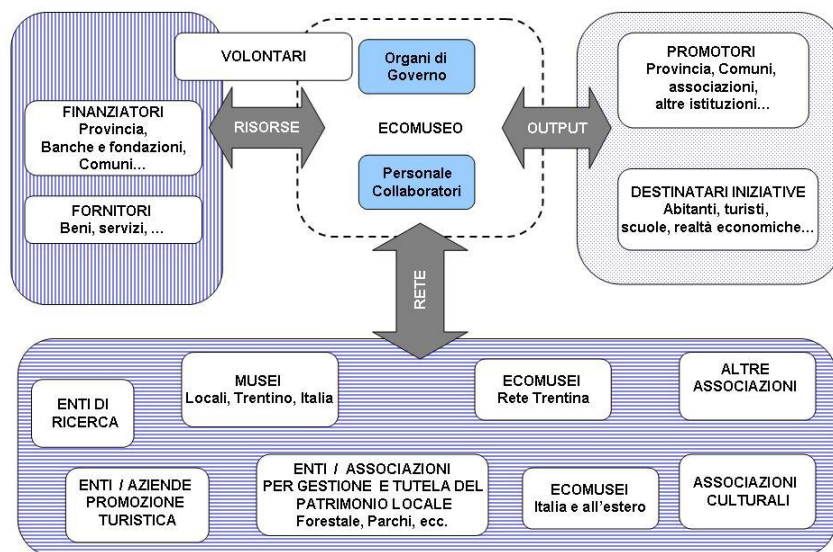 VOLONTARI
Organi di
Governo
PROMOTORI
Provincia, Comuni,
associazioni,
altre istituzioni...
FINANZIATORI
Provincia,
Banche e fondazioni,
Comuni...
RISORSE
ECOMUSEO
OUTPUT
Personale
Collaboratori
DESTINATARI INIZIATIVE
Abitanti, turisti,
scuole, realtà economiche...
FORNITORI
Beni, servizi, ...
RETE
MUSEI
Locali, Trentino, Italia
ECOMUSEI
Rete Trentina
ALTRE
ASSOCIAZIONI
ENTI DI
RICERCA
ENTI / AZIENDE
PROMOZIONE
TURISTICA
ENTI / ASSOCIAZIONI
PER GESTIONE E TUTELA DEL
PATRIMONIO LOCALE
Forestale, Parchi, ecc.
ECOMUSEI
Italia e all'estero
ASSOCIAZIONI
CULTURALI